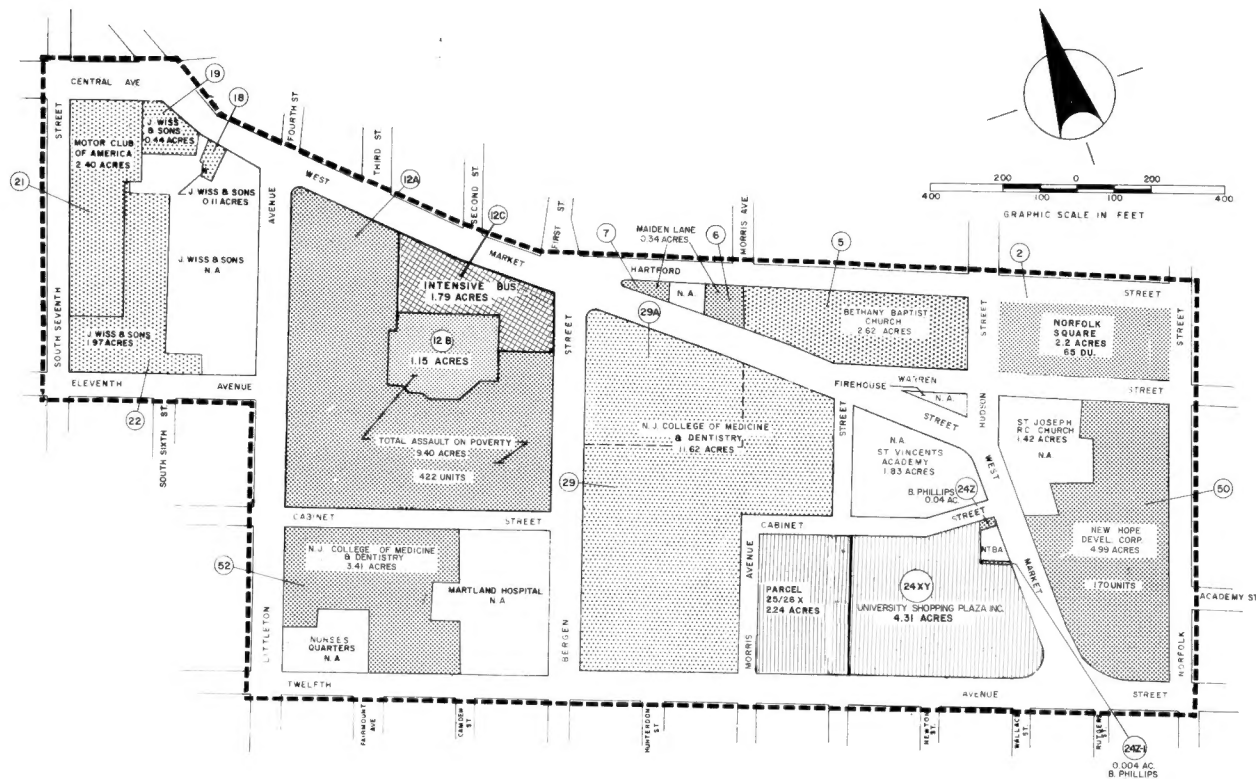 CENTRAL AVE
19
18
J. WISS
& SONS
0.44 ACRES
STREET
MOTOR CLUB
OF AMERICA
2.40 ACRES
21
J. WISS & SONS
0.11 ACRES
AVENUE
J. WISS & SONS
N.A
SOUTH SEVENTH
J. WISS & SONS
1.97 ACRES
ELEVENTH
AVENUE
22
SOUTH SIXTH ST.
FOURTH ST.
THIRD ST.
SECOND ST.
FIRST ST.
MORRIS AVE
WEST
MARKET
12A
12C
INTENSIVE BUS.
1.79 ACRES
12 B
1.15 ACRES
TOTAL ASSAULT ON POVERTY
9.40 ACRES
422 UNITS
STREET
CABINET
STREET
N.J. COLLEGE OF MEDICINE
& DENTISTRY
3.41 ACRES
52
MARTLAND HOSPITAL
N.A
NURSES
QUARTERS
N.A
LITTLETON
BERGEN
TWELFTH
AVENUE
STREET
FAIRMOUNT
AVE
CAMDEN
ST.
HUNTERDON
ST.
NEWTON
ST.
WALLACE
ST.
RUTGERS
ST.
MAIDEN LANE
0.34 ACRES
7
6
5
2
HARTFORD
STREET
N.A.
29A
BETHANY BAPTIST
CHURCH
2.62 ACRES
NORFOLK
SQUARE
2.2 ACRES
65 DU.
STREET
STREET
FIREHOUSE
WARREN
STREET
N.A.
HUDSON
STREET
STREET
N.J. COLLEGE OF MEDICINE
& DENTISTRY
11.62 ACRES
29
N.A.
ST VINCENTS
ACADEMY
1.83 ACRES
B. PHILLIPS
0.04 AC.
24Z
ST JOSEPH
R.C. CHURCH
1.42 ACRES
N.A
WEST
MARKET
50
NEW HOPE
DEVEL. CORP.
4.99 ACRES
170 UNITS
CABINET
STREET
NTBA
AVENUE
MORRIS
PARCEL
25/26 X
2.24 ACRES
24XY
UNIVERSITY SHOPPING PLAZA INC.
4.31 ACRES
ACADEMY ST
NORFOLK
24Z-1
0.004 AC.
B. PHILLIPS
200 0 200
400 100 100 400
GRAPHIC SCALE IN FEET